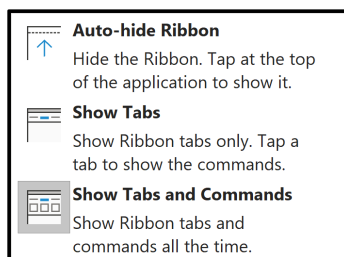 Auto-hide Ribbon
Hide the Ribbon. Tap at the top
of the application to show it.
Show Tabs
Show Ribbon tabs only. Tap a
tab to show the commands.
Show Tabs and Commands
Show Ribbon tabs and
commands all the time.